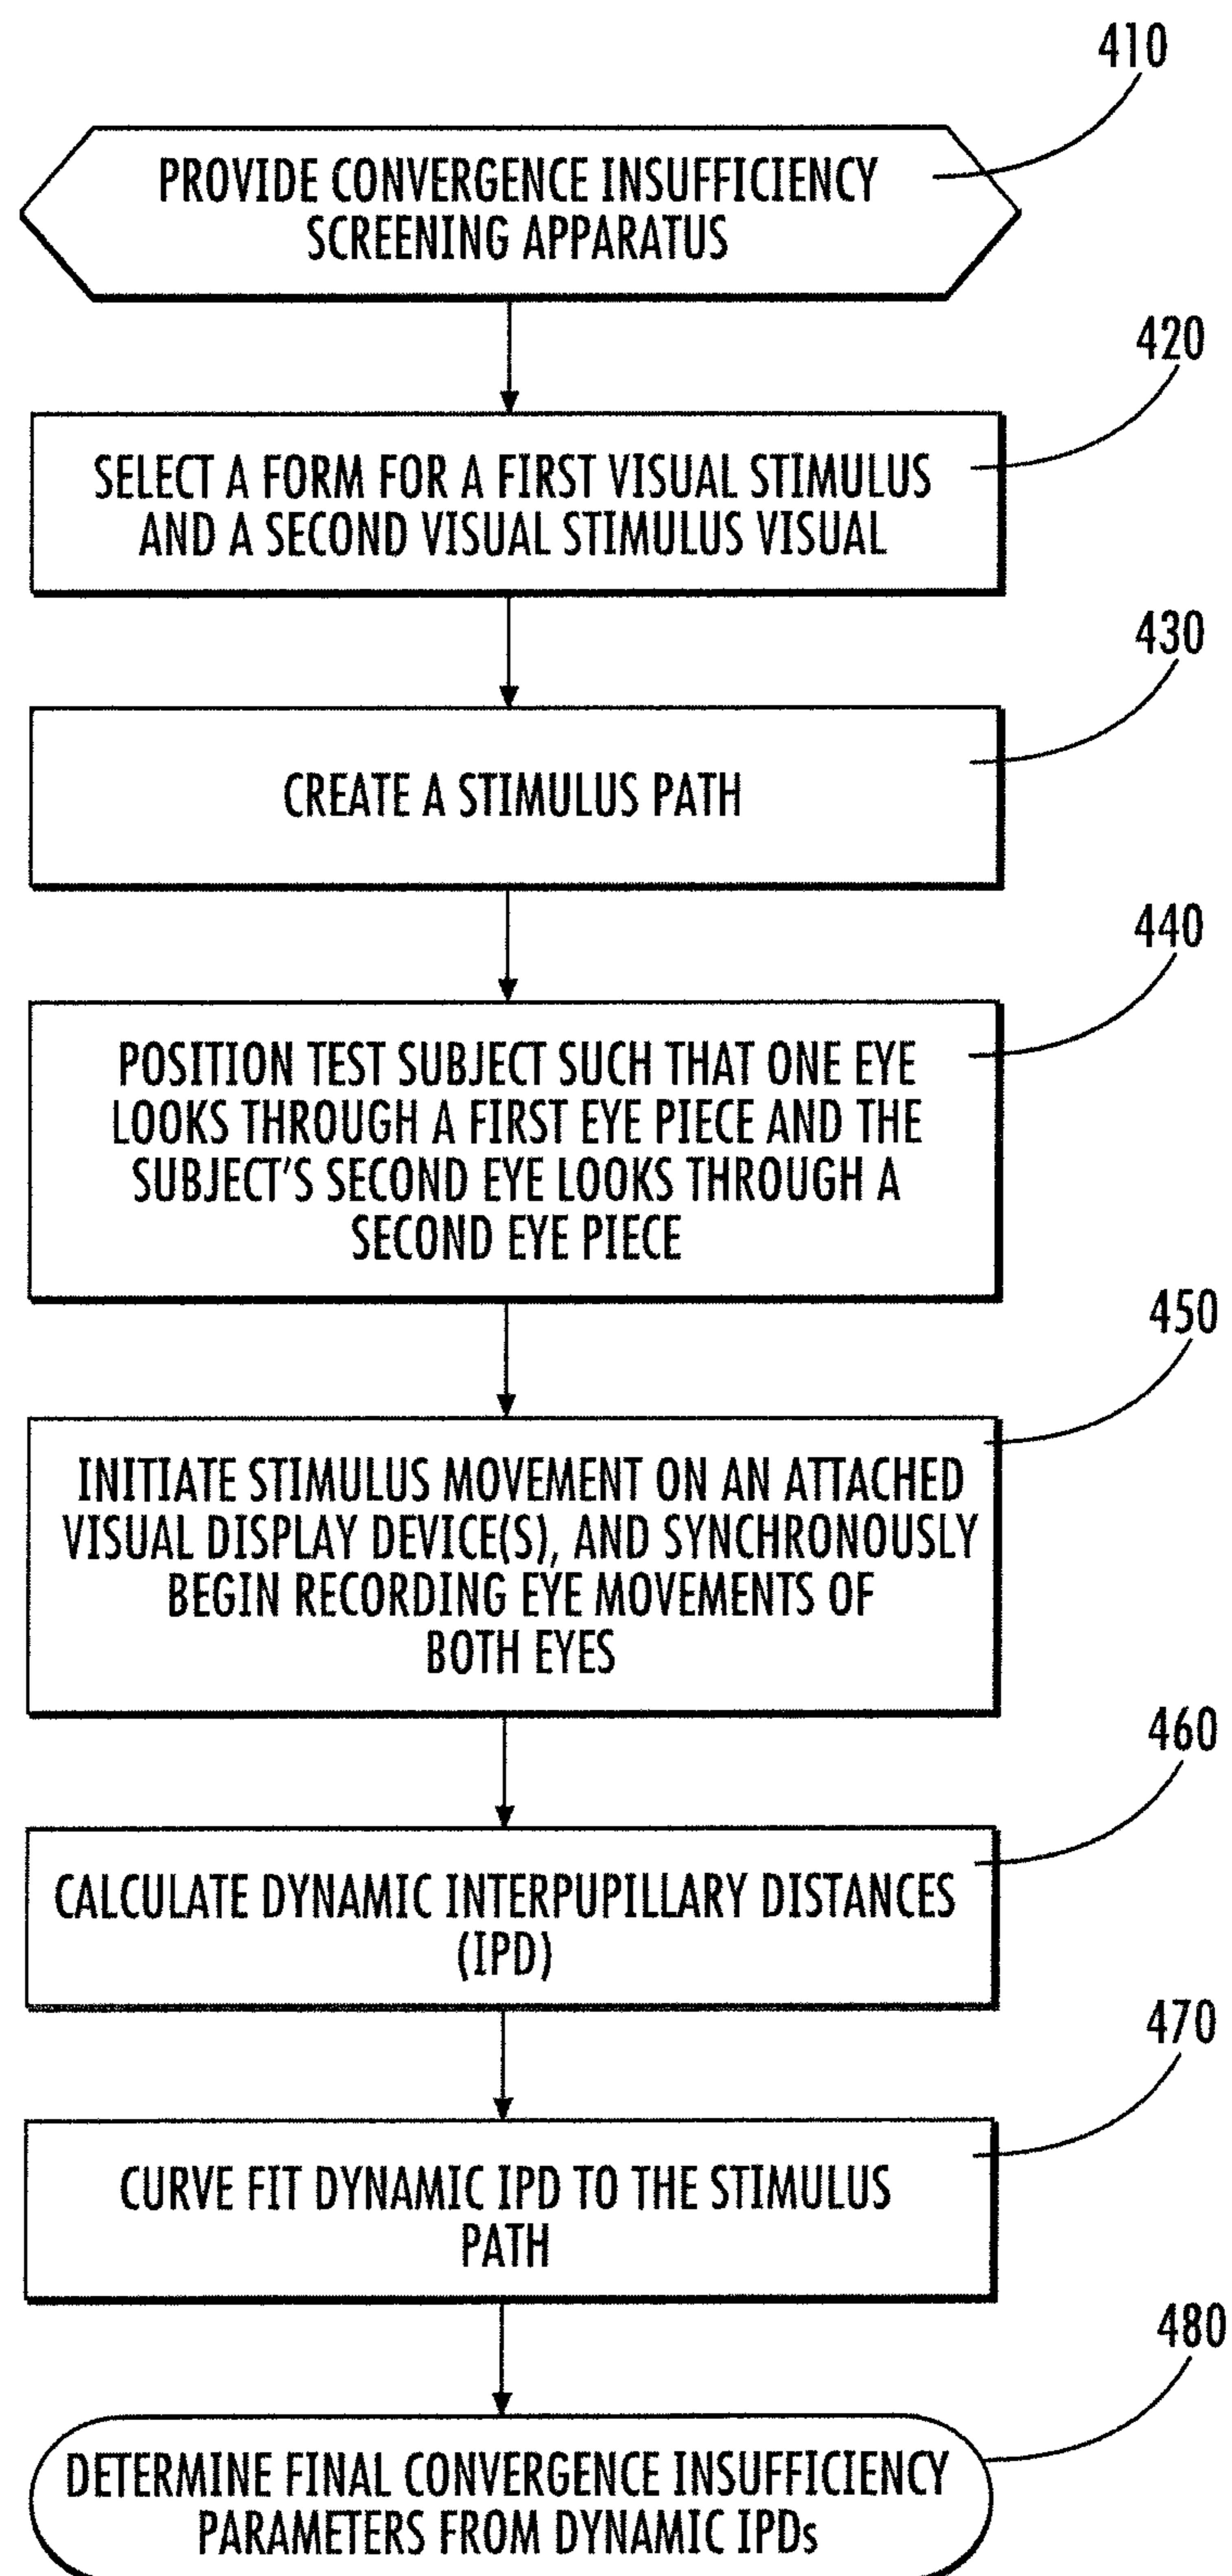 410
PROVIDE CONVERGENCE INSUFFICIENCY
SCREENING APPARATUS
420
SELECT A FORM FOR A FIRST VISUAL STIMULUS
AND A SECOND VISUAL STIMULUS VISUAL
430
CREATE A STIMULUS PATH
440
POSITION TEST SUBJECT SUCH THAT ONE EYE
LOOKS THROUGH A FIRST EYE PIECE AND THE
SUBJECT'S SECOND EYE LOOKS THROUGH A
SECOND EYE PIECE
450
INITIATE STIMULUS MOVEMENT ON AN ATTACHED
VISUAL DISPLAY DEVICE(S), AND SYNCHRONOUSLY
BEGIN RECORDING EYE MOVEMENTS OF
BOTH EYES
460
CALCULATE DYNAMIC INTERPUPILLARY DISTANCES
(IPD)
470
CURVE FIT DYNAMIC IPD TO THE STIMULUS
PATH
480
DETERMINE FINAL CONVERGENCE INSUFFICIENCY
PARAMETERS FROM DYNAMIC IPDs